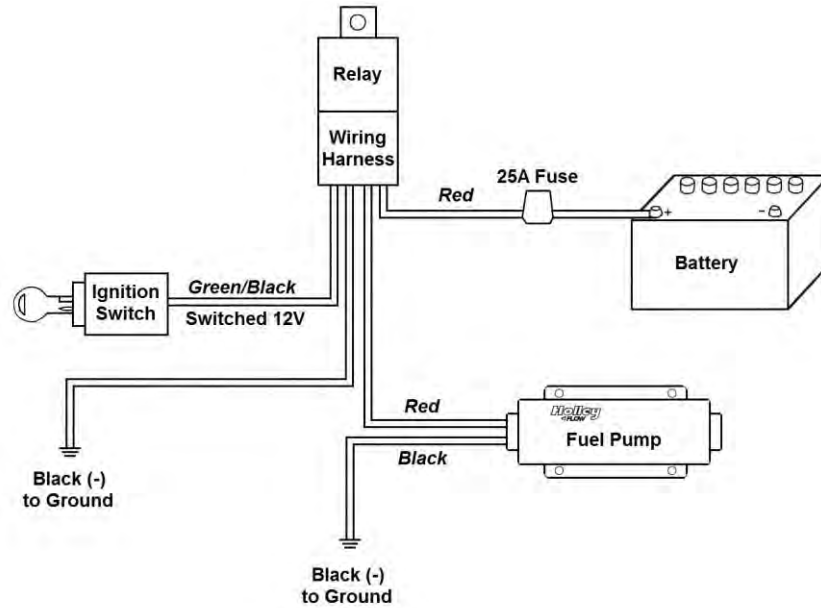 Relay
Wiring
Harness
25A Fuse
Red
+
-
Battery
Ignition
Switch
Green/Black
Switched 12V
Red
Holley
FLOW
Fuel Pump
Black
Black (-)
to Ground
Black (-)
to Ground